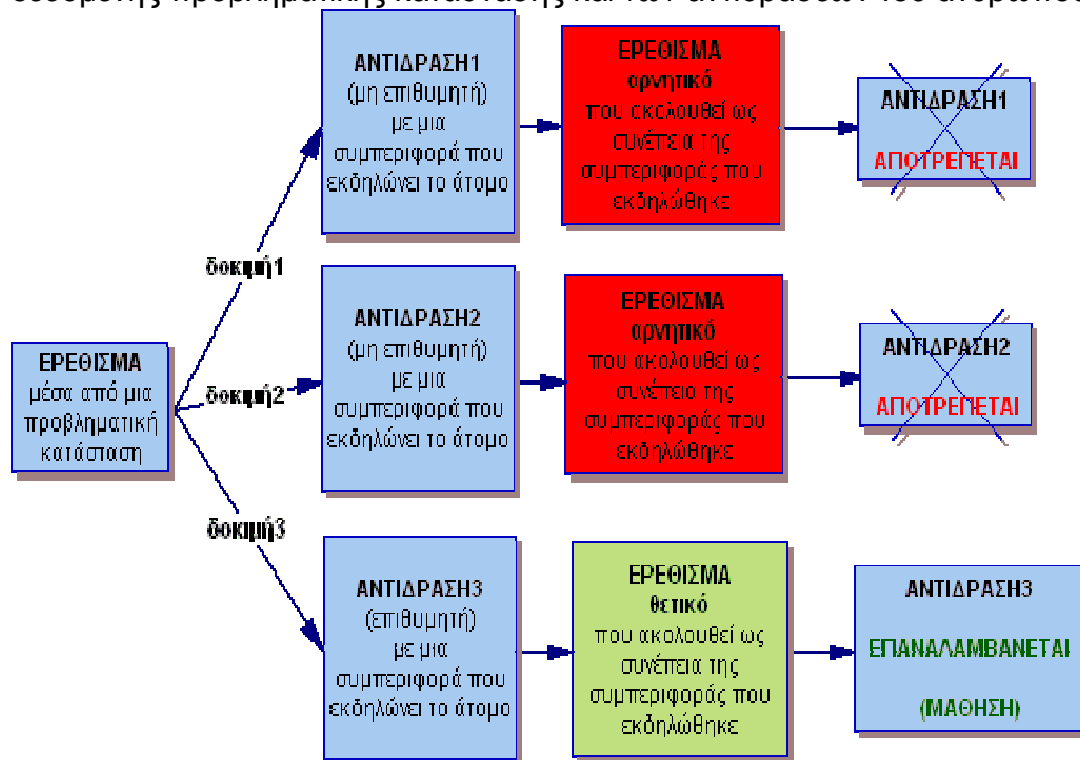 ΑΝΤΙΔΡΑΣΗ1
(μη επιθυμητή)
με μια
συμπεριφορά που
εκδηλώνει το άτομο
ΕΡΕΘΙΣΜΑ
αρνητικό
που ακολουθεί ως
συνέπεια της
συμπεριφοράς που
εκδηλώθηκε
ΑΝΤΙΔΡΑΣΗ1
ΑΠΟΤΡΕΠΕΤΑΙ
δοκιμή1
ΕΡΕΘΙΣΜΑ
μέσα από μια
προβληματική
κατάσταση
δοκιμή2
ΑΝΤΙΔΡΑΣΗ2
(μη επιθυμητή)
με μια
συμπεριφορά που
εκδηλώνει το άτομο
ΕΡΕΘΙΣΜΑ
αρνητικό
που ακολουθεί ως
συνέπεια της
συμπεριφοράς που
εκδηλώθηκε
ΑΝΤΙΔΡΑΣΗ2
ΑΠΟΤΡΕΠΕΤΑΙ
δοκιμή3
ΑΝΤΙΔΡΑΣΗ3
(επιθυμητή)
με μια
συμπεριφορά που
εκδηλώνει το άτομο
ΕΡΕΘΙΣΜΑ
θετικό
που ακολουθεί ως
συνέπεια της
συμπεριφοράς που
εκδηλώθηκε
ΑΝΤΙΔΡΑΣΗ3
ΕΠΑΝΑΛΑΜΒΑΝΕΤΑΙ
(ΜΑΘΗΣΗ)